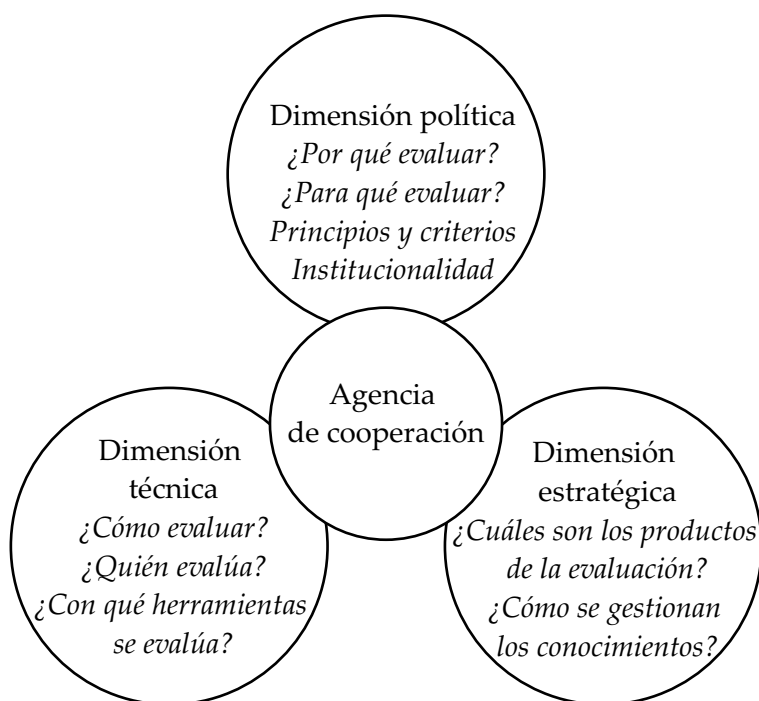 Dimensión política
¿Por qué evaluar?
¿Para qué evaluar?
Principios y criterios
Institucionalidad
Agencia
de cooperación
Dimensión
técnica
¿Cómo evaluar?
¿Quién evalúa?
¿Con qué herramientas
se evalúa?
Dimensión
estratégica
¿Cuáles son los productos
de la evaluación?
¿Cómo se gestionan
los conocimientos?